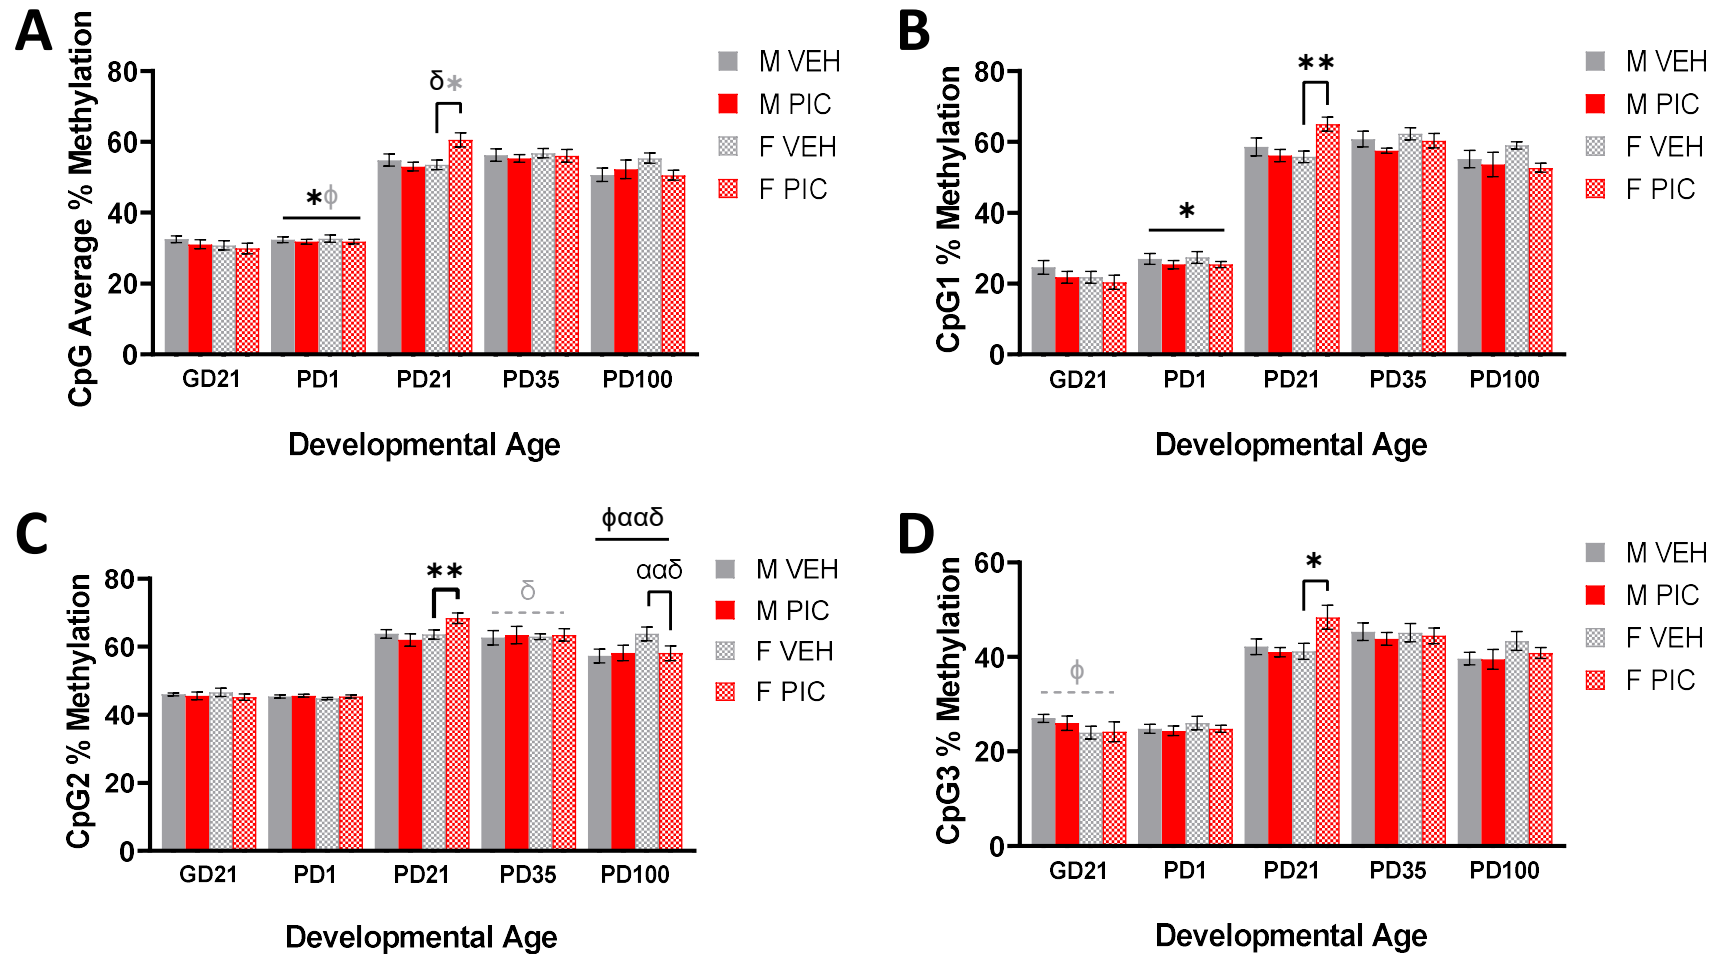 A
CpG Average % Methylation
80
60
40
20
0
*ϕ
δ*
GD21 PD1 PD21 PD35 PD100
Developmental Age
M VEH
M PIC
F VEH
F PIC
B
CpG1 % Methylation
80
60
40
20
0
*
**
GD21 PD1 PD21 PD35 PD100
Developmental Age
M VEH
M PIC
F VEH
F PIC
C
CpG2 % Methylation
80
60
40
20
0
**
δ
ϕααδ
ααδ
GD21 PD1 PD21 PD35 PD100
Developmental Age
M VEH
M PIC
F VEH
F PIC
D
CpG3 % Methylation
60
40
20
0
ϕ
*
GD21 PD1 PD21 PD35 PD100
Developmental Age
M VEH
M PIC
F VEH
F PIC